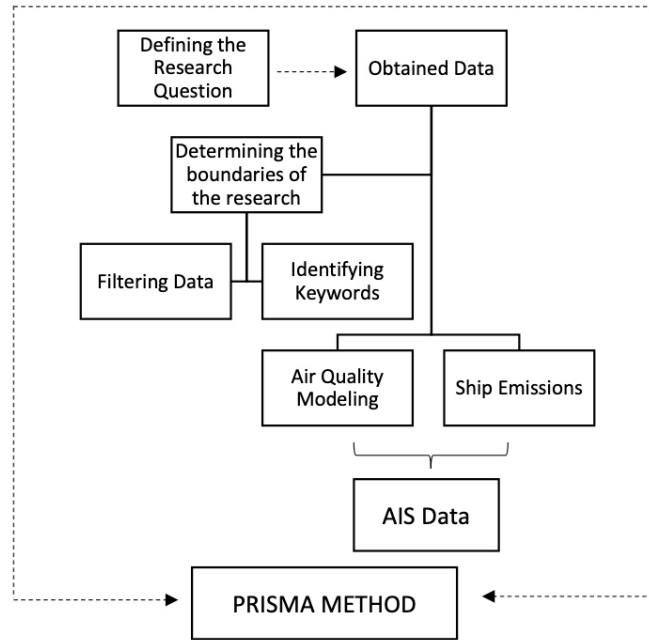 Defining the
Research
Question
Obtained Data
Determining the
boundaries of
the research
Filtering Data
Identifying
Keywords
Air Quality
Modeling
Ship Emissions
AIS Data
PRISMA METHOD